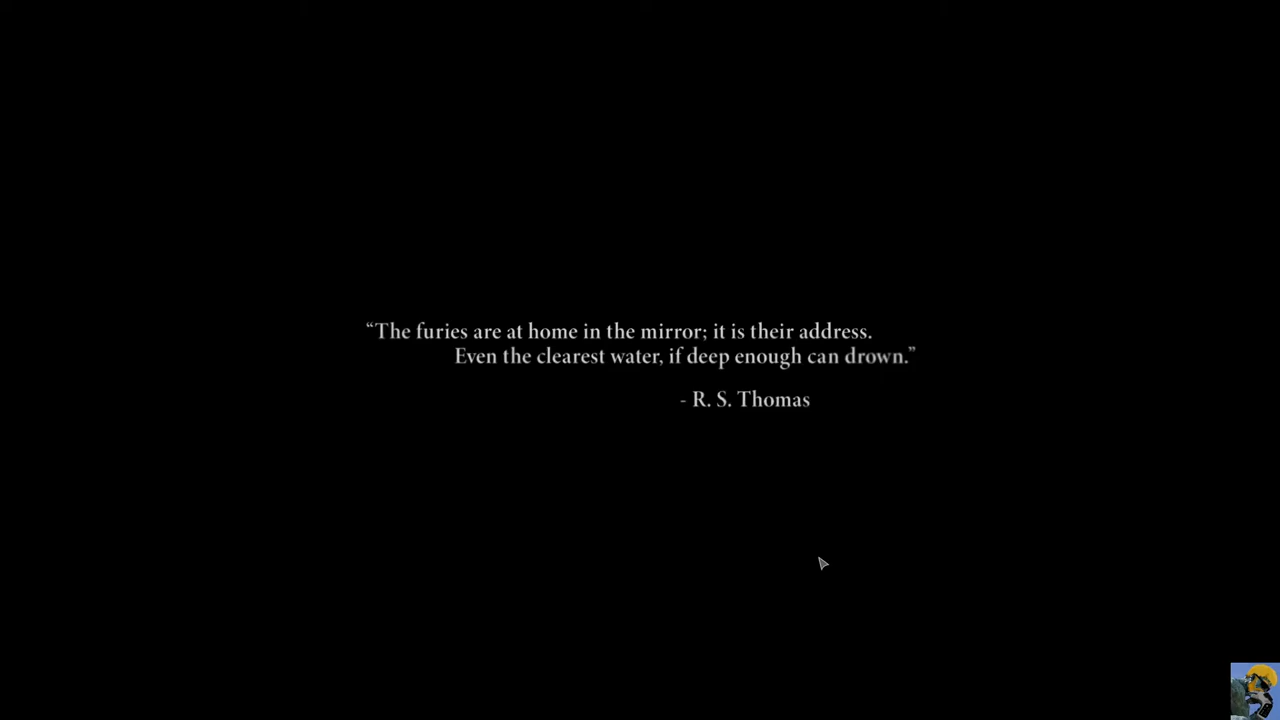 “The furies are at home in the mirror; it is their address.
Even the clearest water, if deep enough can drown.”
- R. S. Thomas